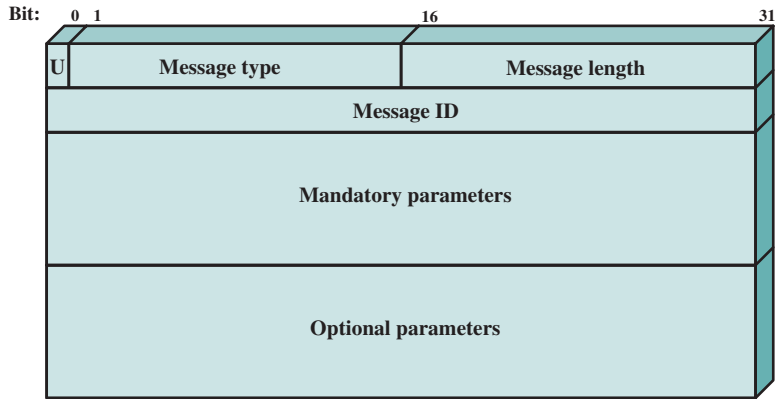 Bit: 0 1 16 31
U Message type Message length
Message ID
Mandatory parameters
Optional parameters